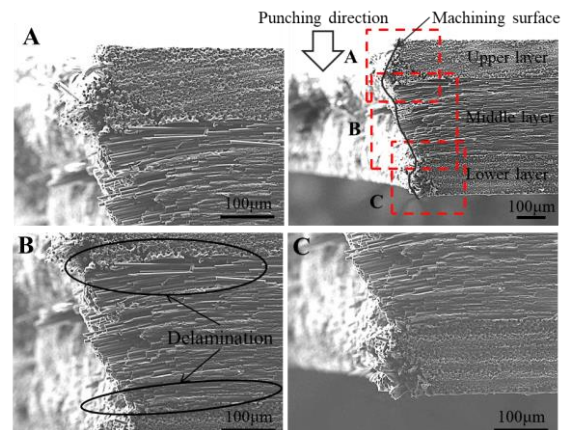 A
100μm
Punching direction
Machining surface
A
Upper layer
B
Middle layer
Lower layer
C
100μm
B
Delamination
100μm
C
100μm